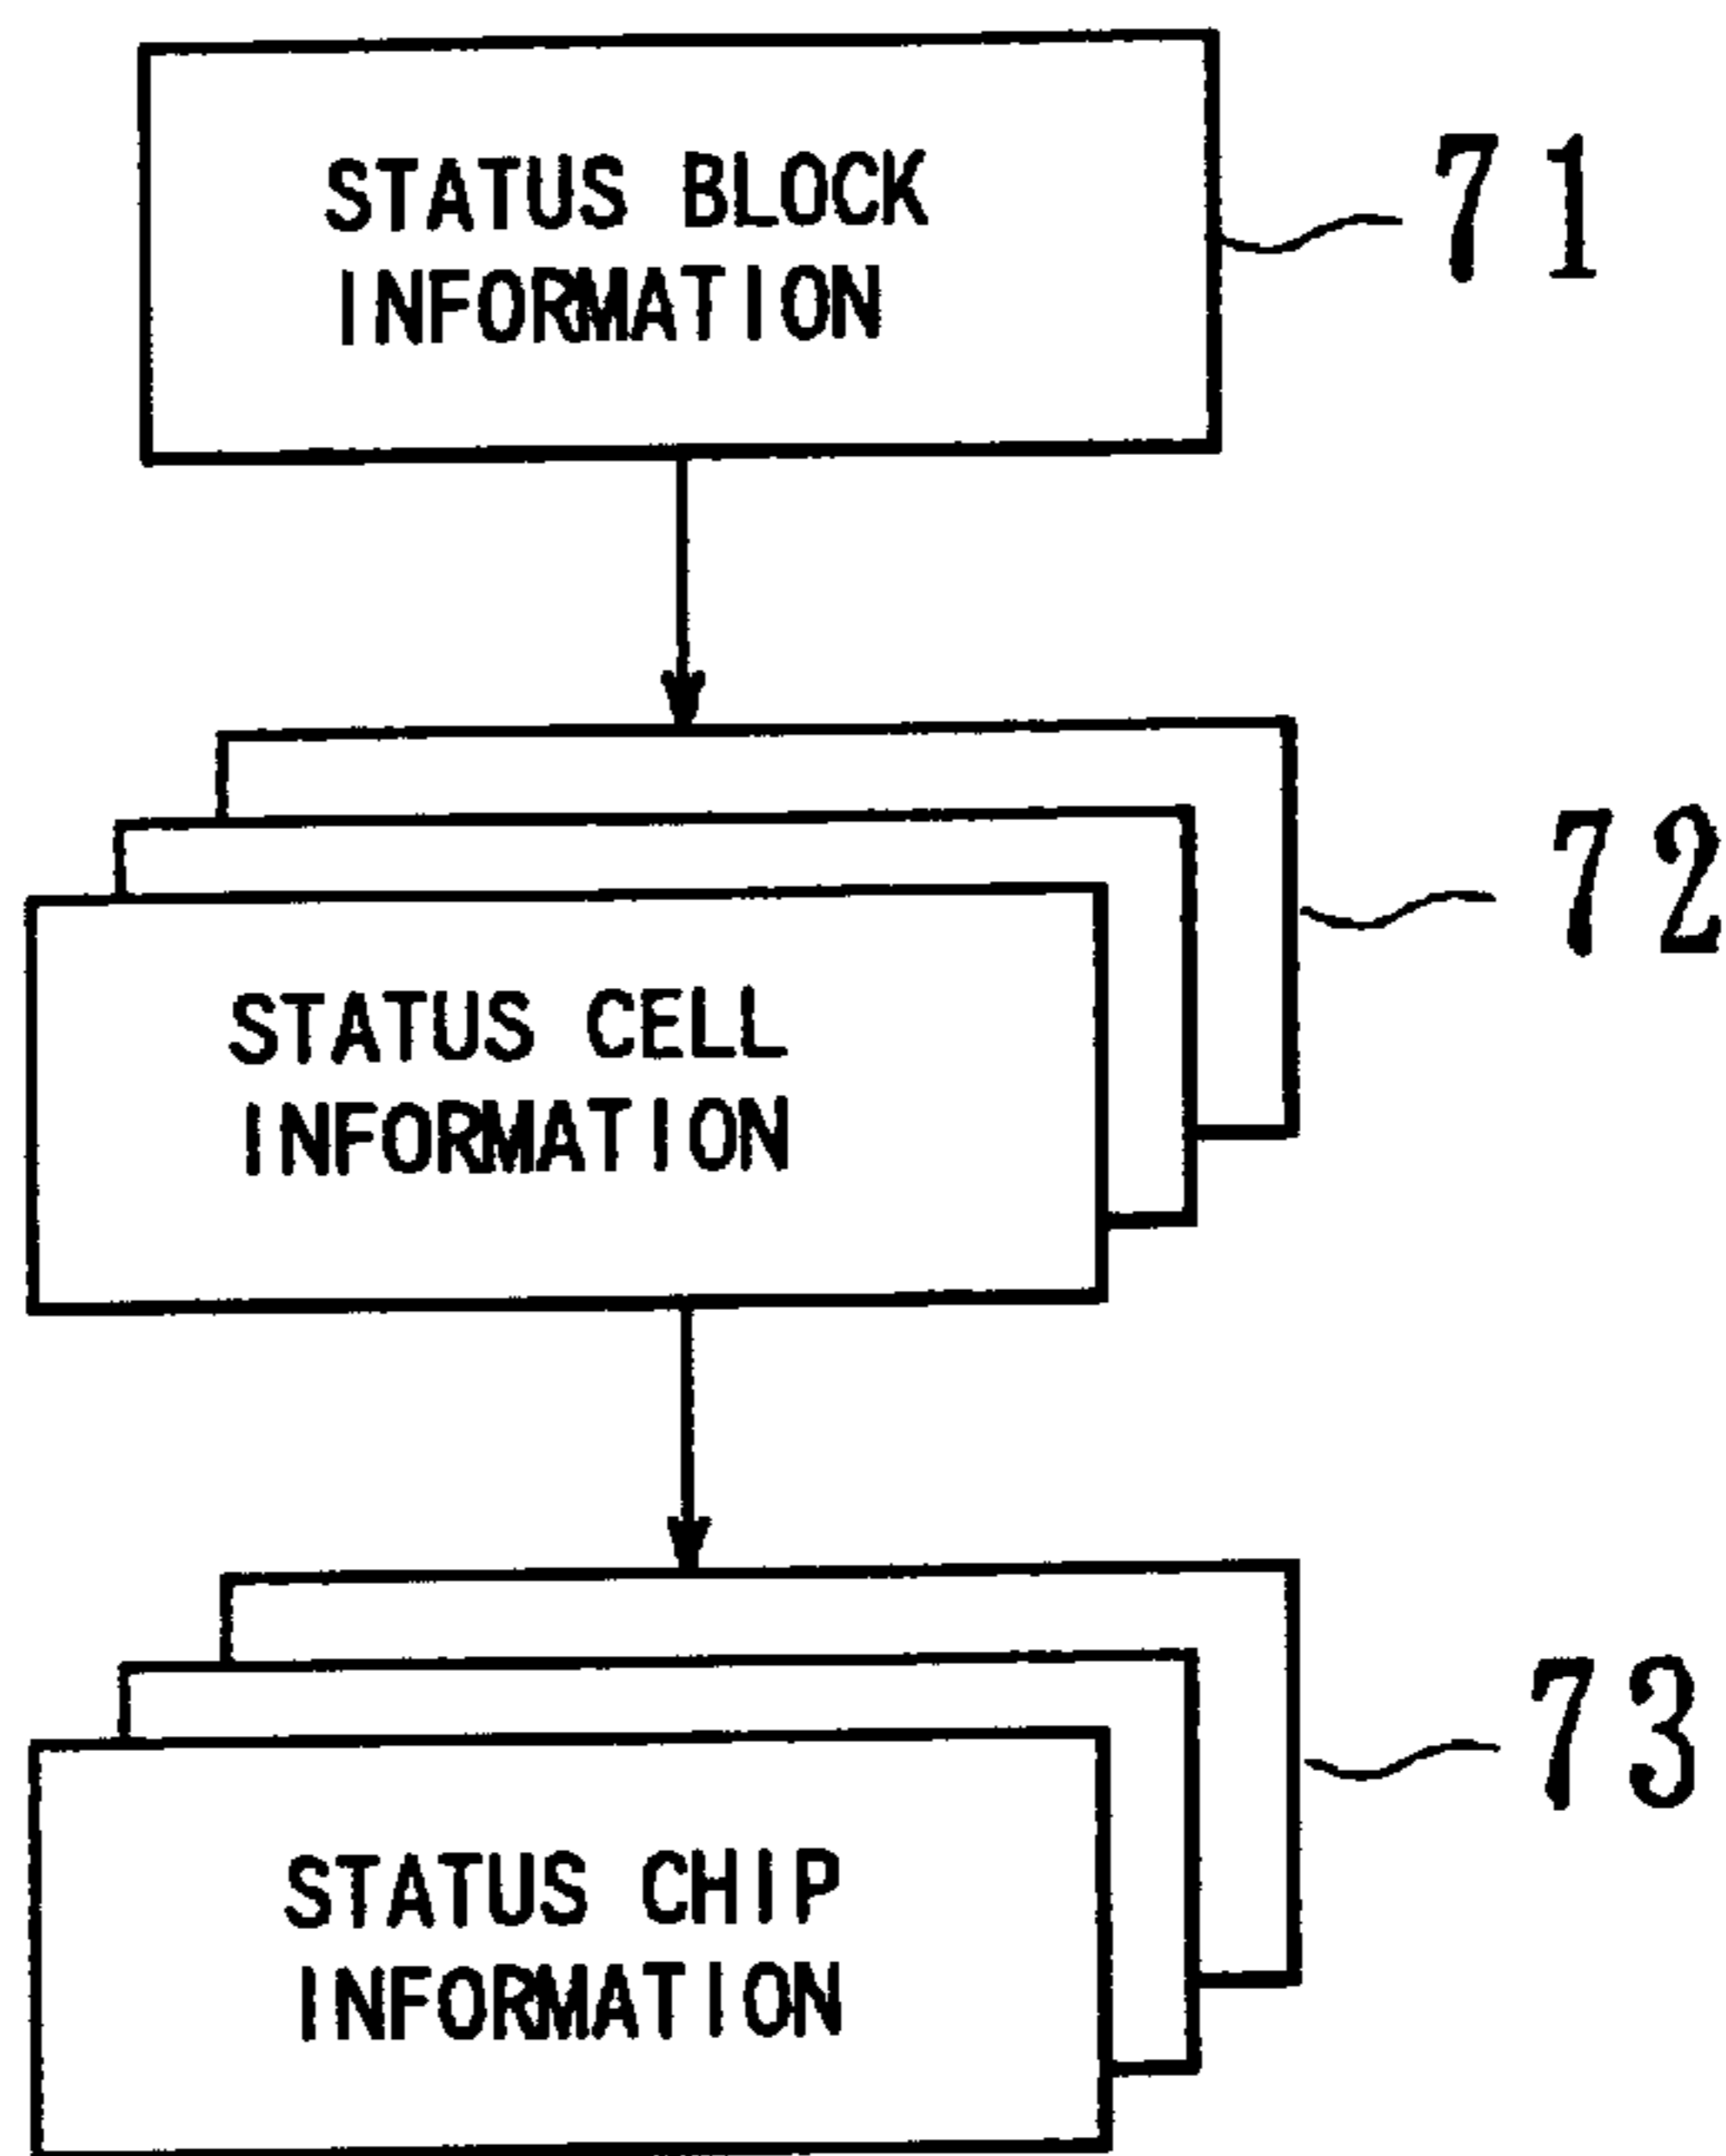 STATUS BLOCK
INFORMATION
71
72
STATUS CELL
INFORMATION
73
STATUS CHIP
INFORMATION